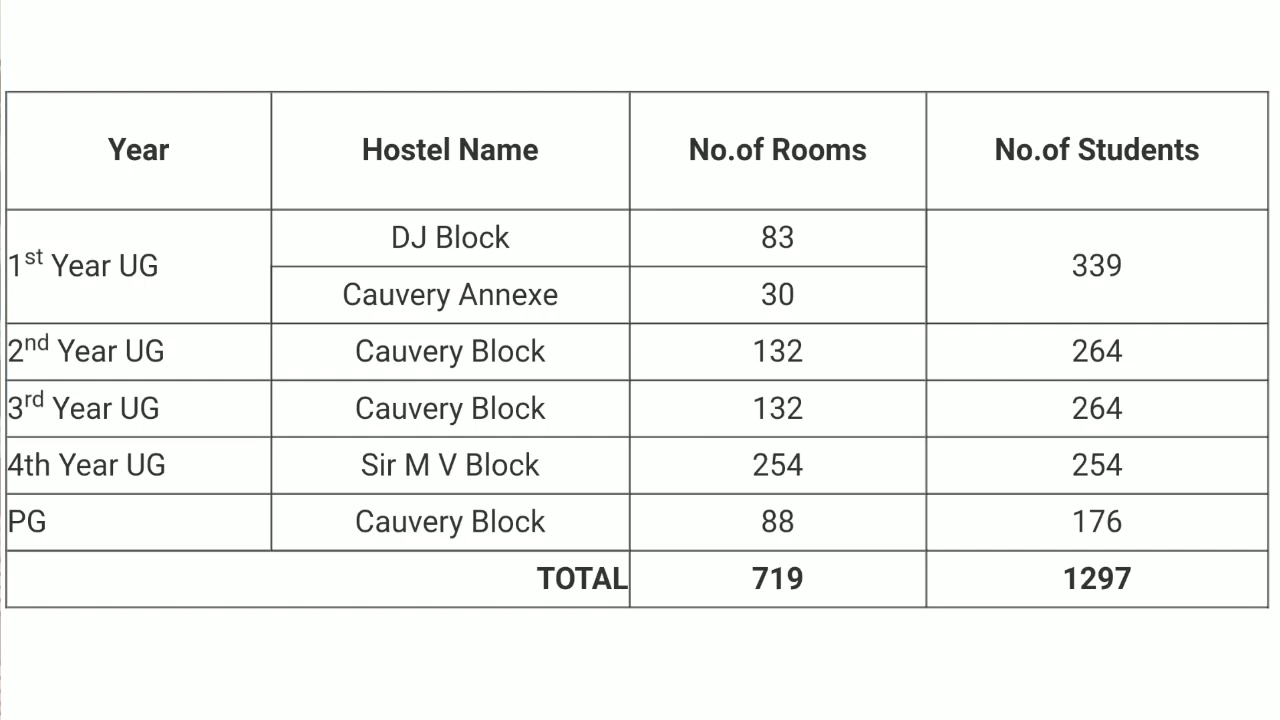 Year Hostel Name No.of Rooms No.of Students
1st Year UG DJ Block 83 339
Cauvery Annexe 30
2nd Year UG Cauvery Block 132 264
3rd Year UG Cauvery Block 132 264
4th Year UG Sir M V Block 254 254
PG Cauvery Block 88 176
TOTAL 719 1297